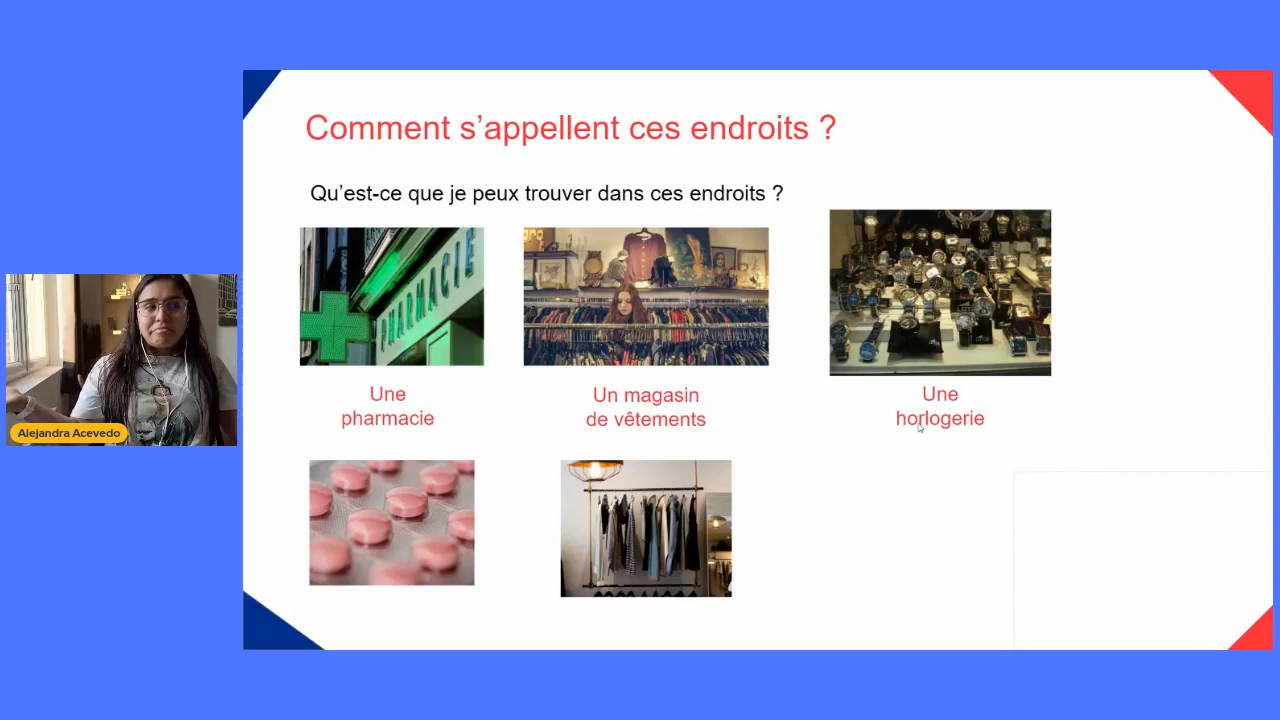 Comment s’appellent ces endroits ?
Qu’est-ce que je peux trouver dans ces endroits ?
PHARMACIE
Une
pharmacie
Un magasin
de vêtements
Une
horlogerie
Alejandra Acevedo